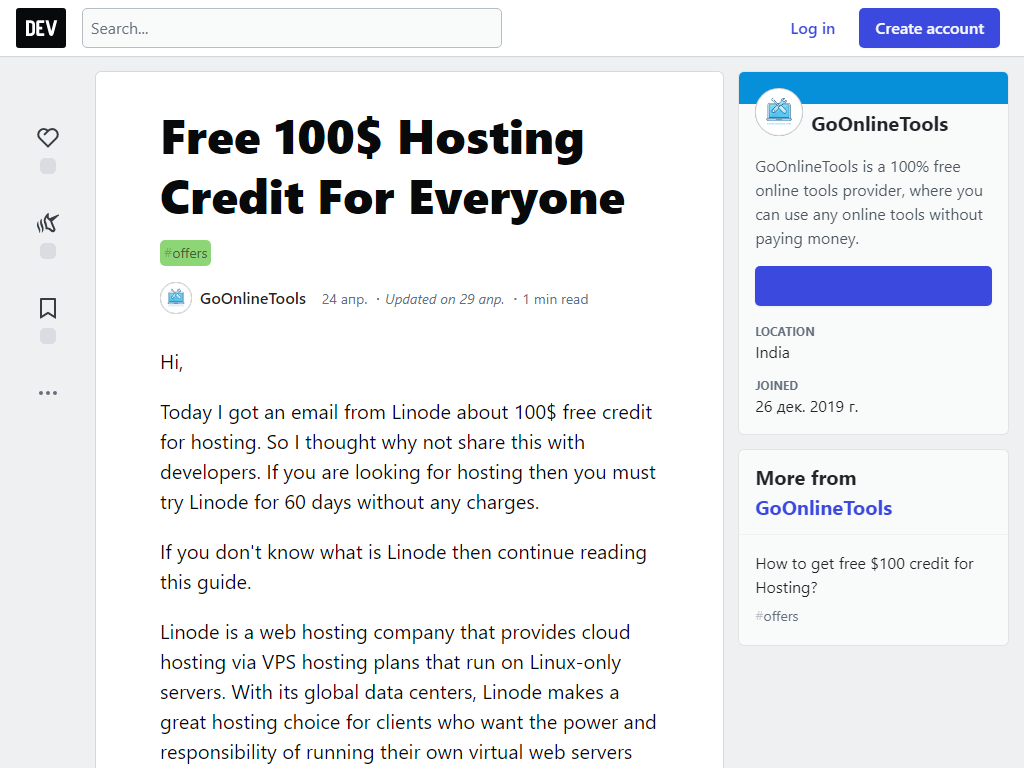 DEV
Search...
Log in
Create account
Free 100$ Hosting
Credit For Everyone
#offers
GoOnlineTools 24 апр. · Updated on 29 апр. · 1 min read
Hi,
Today I got an email from Linode about 100$ free credit
for hosting. So I thought why not share this with
developers. If you are looking for hosting then you must
try Linode for 60 days without any charges.
If you don't know what is Linode then continue reading
this guide.
Linode is a web hosting company that provides cloud
hosting via VPS hosting plans that run on Linux-only
servers. With its global data centers, Linode makes a
great hosting choice for clients who want the power and
responsibility of running their own virtual web servers
GoOnlineTools
GoOnlineTools is a 100% free
online tools provider, where you
can use any online tools without
paying money.
LOCATION
India
JOINED
26 дек. 2019 г.
More from
GoOnlineTools
How to get free $100 credit for
Hosting?
#offers